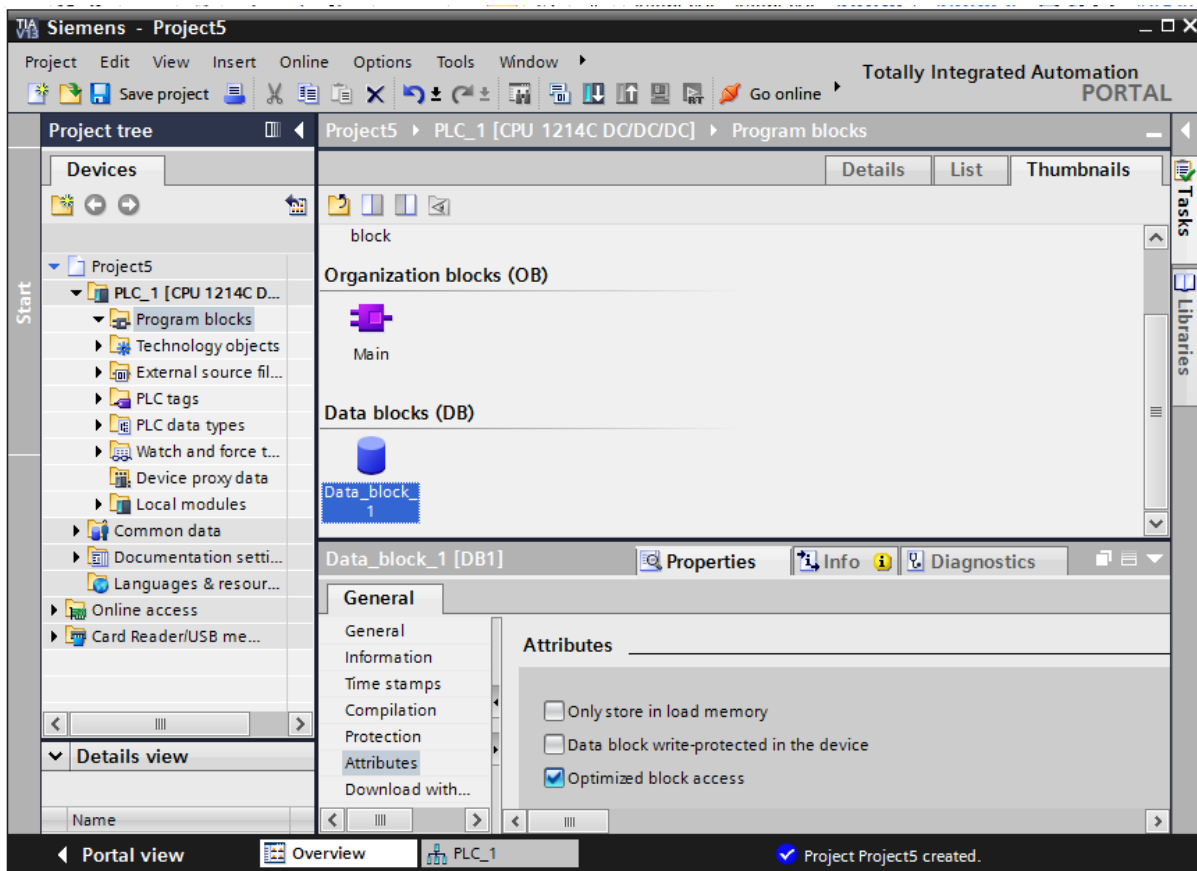 TIA
V13
Siemens - Project5
Project Edit View Insert Online Options Tools Window
Totally Integrated Automation
PORTAL
Save project
Go online
Project tree
Devices
Start
Project5
PLC_1 [CPU 1214C D...
Program blocks
Technology objects
External source fil...
PLC tags
PLC data types
Watch and force t...
Device proxy data
Local modules
Common data
Documentation setti...
Languages & resour...
Online access
Card Reader/USB me...
Details view
Name
Project5 PLC_1 [CPU 1214C DC/DC/DC] Program blocks
Details List Thumbnails
block
Organization blocks (OB)
Main
Data blocks (DB)
Data_block_
1
Data_block_1 [DB1]
Properties Info Diagnostics
General
General
Information
Time stamps
Compilation
Protection
Attributes
Download with...
Attributes
Only store in load memory
Data block write-protected in the device
Optimized block access
Tasks
Libraries
Portal view Overview PLC_1 Project Project5 created.